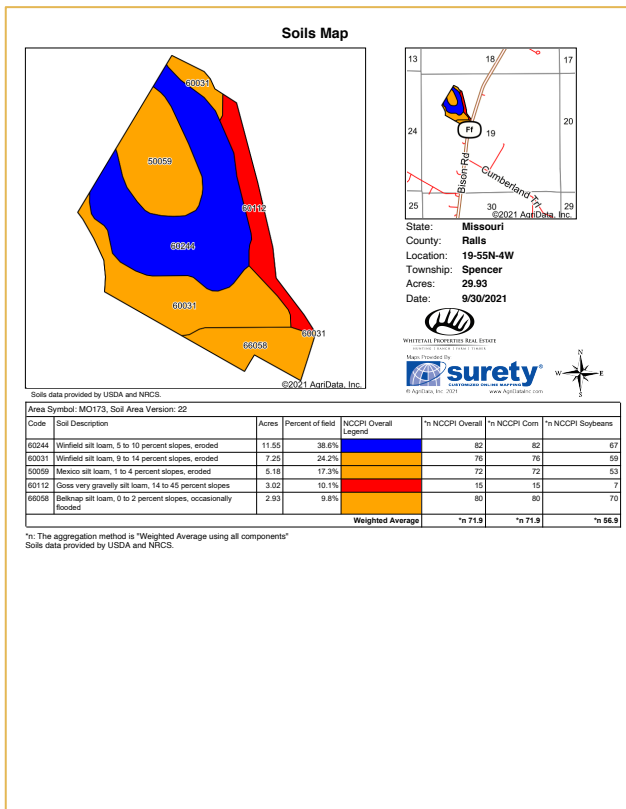 Soils Map
60031
50059
60112
60244
60031
60031
66058
©2021 AgriData, Inc.
Soils data provided by USDA and NRCS.
13
18
17
24
19
20
Ff
Bison Rd
Cumberland Trl
25
30
29
©2021 AgriData, Inc.
State: Missouri
County: Ralls
Location: 19-55N-4W
Township: Spencer
Acres: 29.93
Date: 9/30/2021
WHITETAIL PROPERTIES REAL ESTATE
HUNTING | RANCH | FARM | TIMBER
Maps Provided By
surety®
CUSTOMIZED ONLINE MAPPING
© AgriData, Inc. 2021 www.AgriDataInc.com
N
W E
S
Area Symbol: MO173, Soil Area Version: 22
Code Soil Description Acres Percent of field NCCPI Overall Legend *n NCCPI Overall *n NCCPI Corn *n NCCPI Soybeans
60244 Winfield silt loam, 5 to 10 percent slopes, eroded 11.55 38.6% 82 82 67
60031 Winfield silt loam, 9 to 14 percent slopes, eroded 7.25 24.2% 76 76 59
50059 Mexico silt loam, 1 to 4 percent slopes, eroded 5.18 17.3% 72 72 53
60112 Goss very gravelly silt loam, 14 to 45 percent slopes 3.02 10.1% 15 15 7
66058 Belknap silt loam, 0 to 2 percent slopes, occasionally flooded 2.93 9.8% 80 80 70
Weighted Average *n 71.9 *n 71.9 *n 56.9
*n: The aggregation method is "Weighted Average using all components"
Soils data provided by USDA and NRCS.